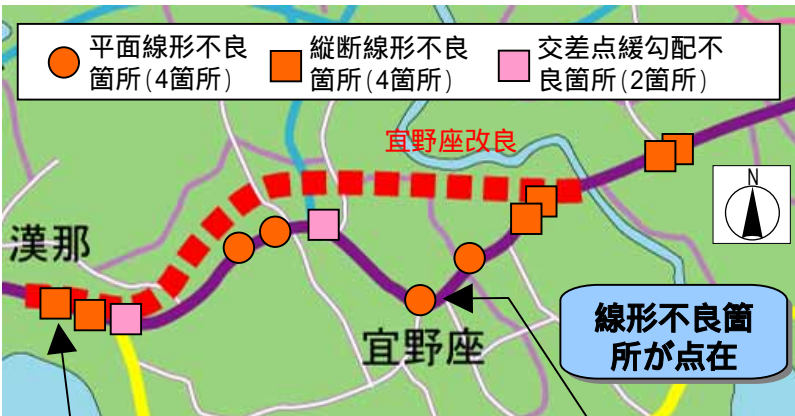 平面線形不良
箇所(4箇所)
縦断線形不良
箇所(4箇所)
交差点緩勾配不
良箇所(2箇所)
宜野座改良
N
漢那
宜野座
線形不良箇
所が点在